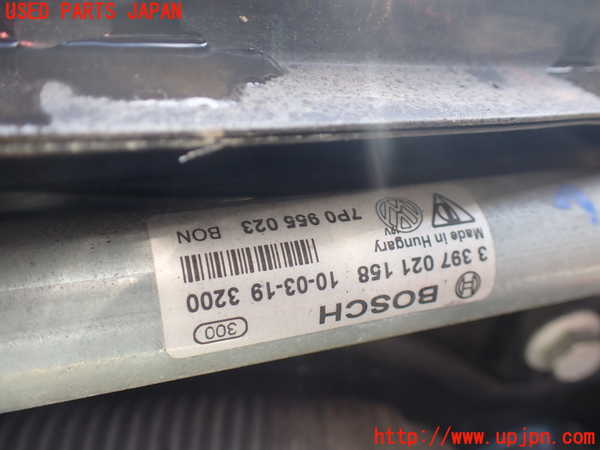 USED PARTS JAPAN
300
BOSCH
3 397 021 158 10-03-19 3200
Made in Hungary
7P0 955 023 BON
http://www.upjpn.com/